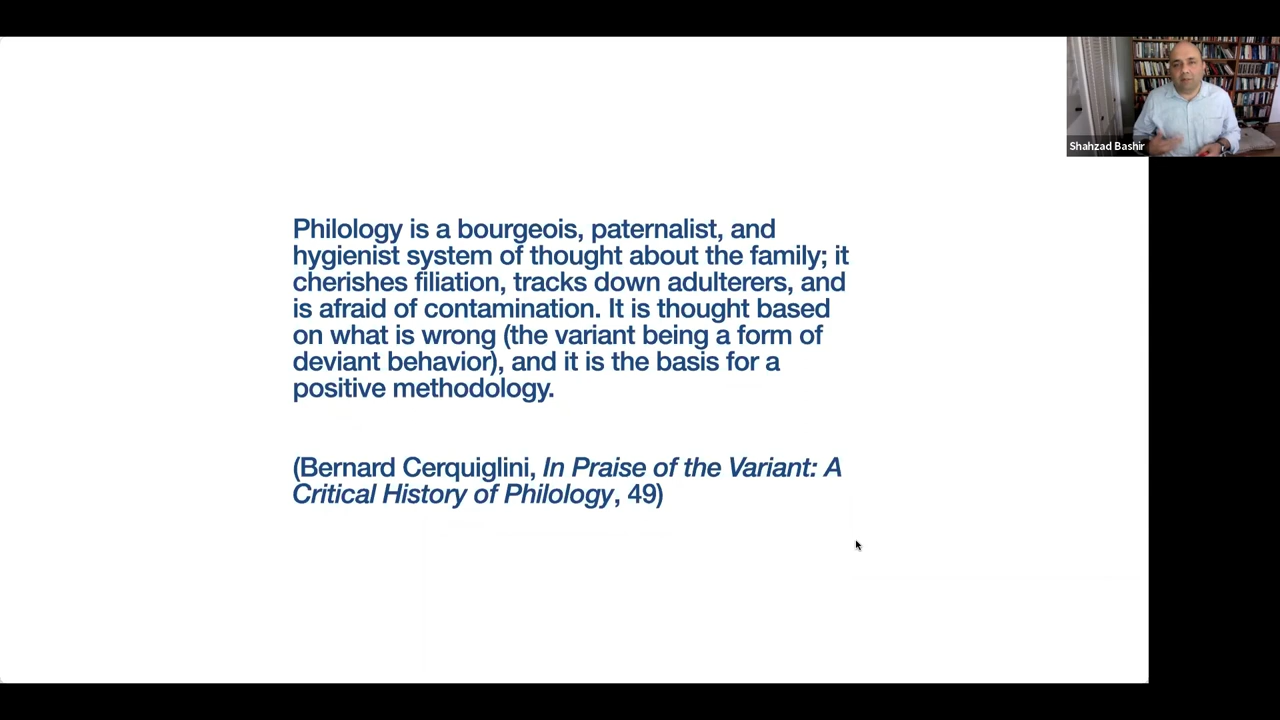 Philology is a bourgeois, paternalist, and
hygienist system of thought about the family; it
cherishes filiation, tracks down adulterers, and
is afraid of contamination. It is thought based
on what is wrong (the variant being a form of
deviant behavior), and it is the basis for a
positive methodology.
(Bernard Cerquiglini, In Praise of the Variant: A
Critical History of Philology, 49)
Shahzad Bashir